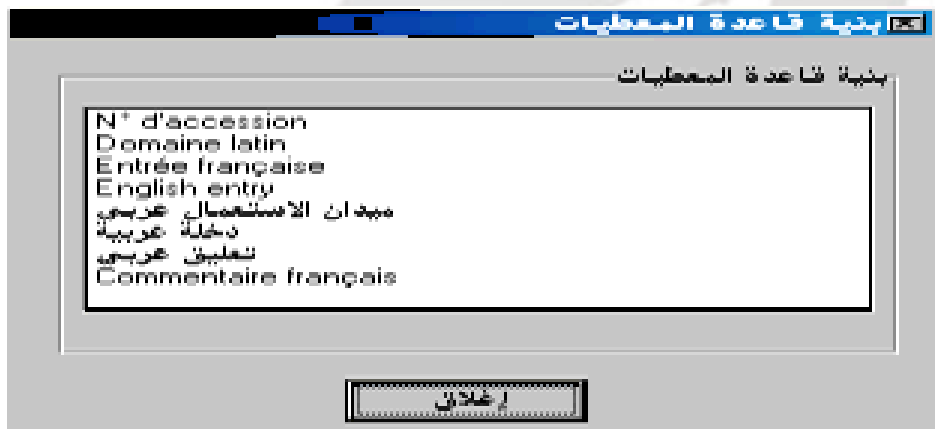 بنية قاعدة المعطيات
بنية قاعدة المعطيات
N° d'accession
Domaine latin
Entrée française
English entry
ميدان الاستعمال عربي
دخلة عربية
تعليق عربي
Commentaire français
إغلاق